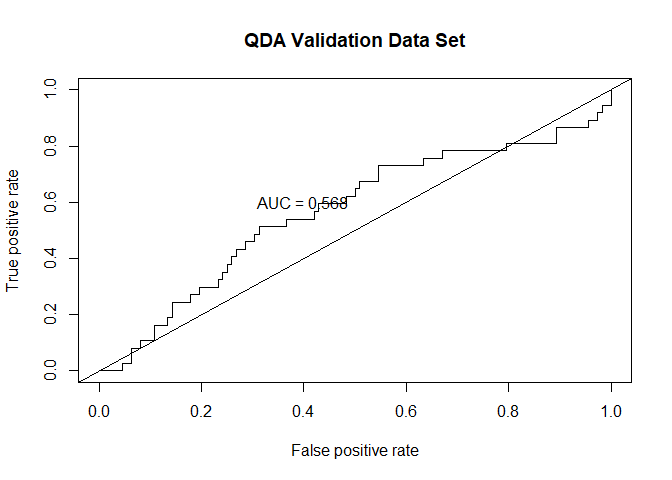 QDA Validation Data Set
True positive rate
1.0
0.8
0.6
0.4
0.2
0.0
AUC = 0.568
0.0 0.2 0.4 0.6 0.8 1.0
False positive rate